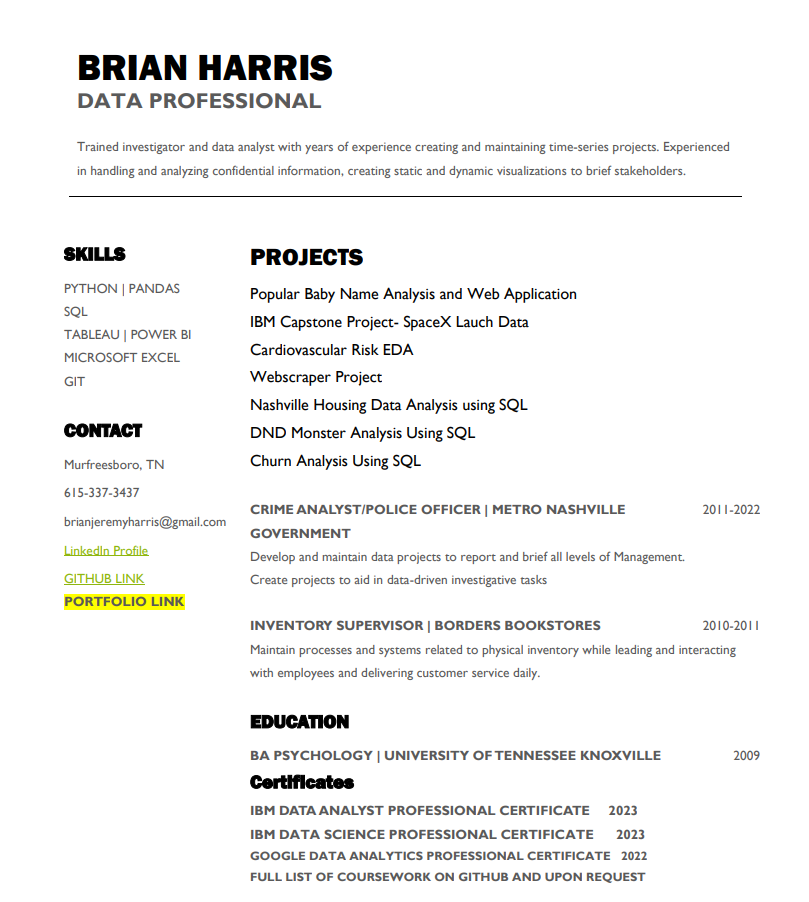 BRIAN HARRIS
DATA PROFESSIONAL
Trained investigator and data analyst with years of experience creating and maintaining time-series projects. Experienced
in handling and analyzing confidential information, creating static and dynamic visualizations to brief stakeholders.
SKILLS
PYTHON | PANDAS
SQL
TABLEAU | POWER BI
MICROSOFT EXCEL
GIT
CONTACT
Murfreesboro, TN
615-337-3437
brianjeremyharris@gmail.com
LinkedIn Profile
GITHUB LINK
PORTFOLIO LINK
PROJECTS
Popular Baby Name Analysis and Web Application
IBM Capstone Project- SpaceX Lauch Data
Cardiovascular Risk EDA
Webscraper Project
Nashville Housing Data Analysis using SQL
DND Monster Analysis Using SQL
Churn Analysis Using SQL
CRIME ANALYST/POLICE OFFICER | METRO NASHVILLE 2011-2022
GOVERNMENT
Develop and maintain data projects to report and brief all levels of Management.
Create projects to aid in data-driven investigative tasks
INVENTORY SUPERVISOR | BORDERS BOOKSTORES 2010-2011
Maintain processes and systems related to physical inventory while leading and interacting
with employees and delivering customer service daily.
EDUCATION
BA PSYCHOLOGY | UNIVERSITY OF TENNESSEE KNOXVILLE 2009
Certificates
IBM DATA ANALYST PROFESSIONAL CERTIFICATE 2023
IBM DATA SCIENCE PROFESSIONAL CERTIFICATE 2023
GOOGLE DATA ANALYTICS PROFESSIONAL CERTIFICATE 2022
FULL LIST OF COURSEWORK ON GITHUB AND UPON REQUEST